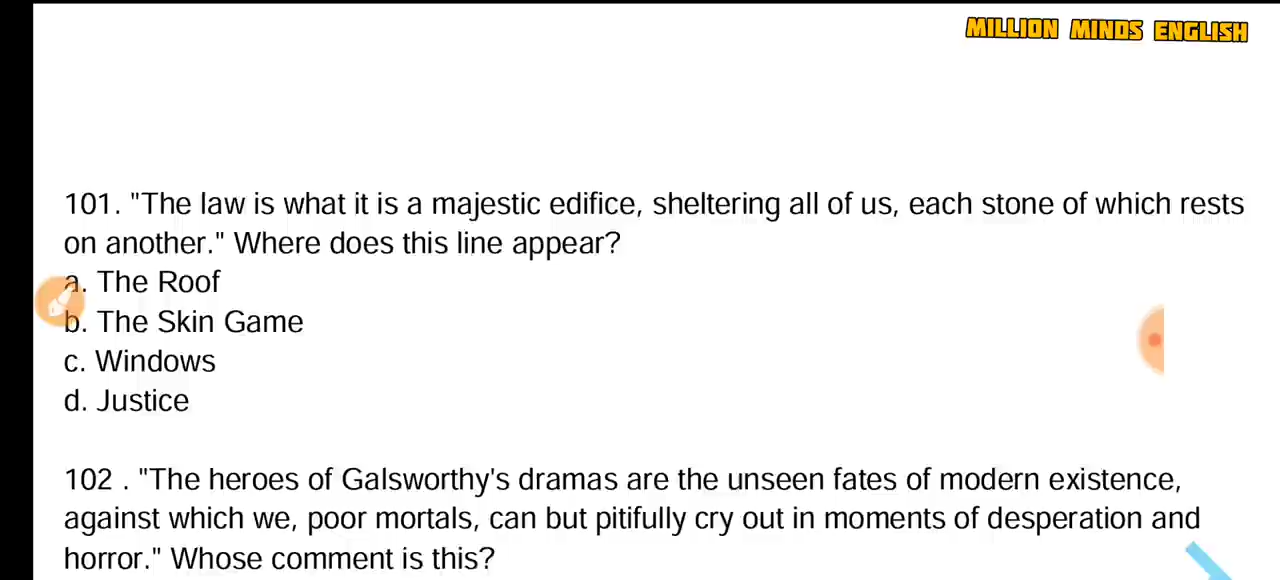 MILLION MINDS ENGLISH
101. "The law is what it is a majestic edifice, sheltering all of us, each stone of which rests
on another." Where does this line appear?
a. The Roof
b. The Skin Game
c. Windows
d. Justice
102 . "The heroes of Galsworthy's dramas are the unseen fates of modern existence,
against which we, poor mortals, can but pitifully cry out in moments of desperation and
horror." Whose comment is this?